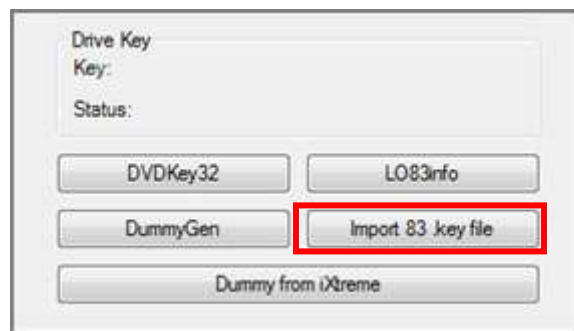 Drive Key
Key:
Status:
DVDKey32 LO83info
DummyGen Import 83 .key file
Dummy from iXtreme